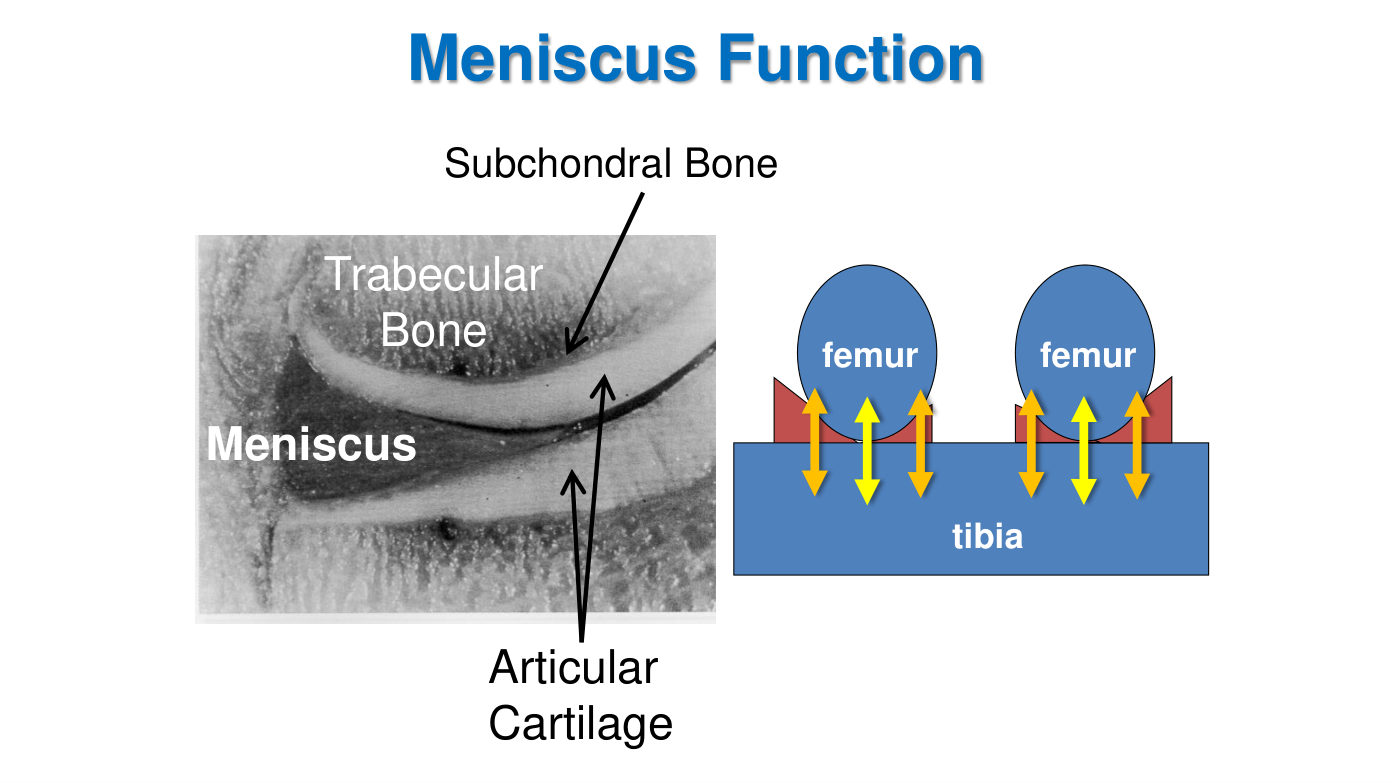 Meniscus Function
Subchondral Bone
Trabecular
Bone
Meniscus
femur
femur
tibia
Articular
Cartilage